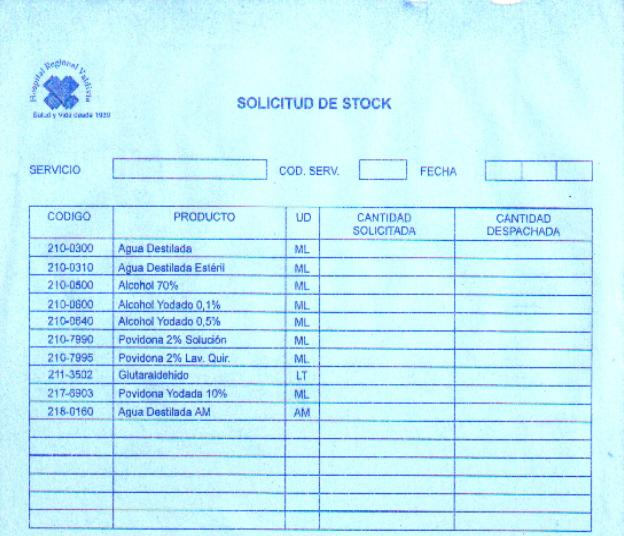 Hospital Regional Valdivia
Salud y Vida desde 1939
SOLICITUD DE STOCK
SERVICIO COD. SERV. FECHA
CODIGO PRODUCTO UD CANTIDAD SOLICITADA CANTIDAD DESPACHADA
210-0300 Agua Destilada ML
210-0310 Agua Destilada Estéril ML
210-0500 Alcohol 70% ML
210-0600 Alcohol Yodado 0,1% ML
210-0640 Alcohol Yodado 0,5% ML
210-7990 Povidona 2% Solución ML
210-7995 Povidona 2% Lav. Quir. ML
211-3502 Glutaraldehido LT
217-6903 Povidona Yodada 10% ML
218-0160 Agua Destilada AM AM